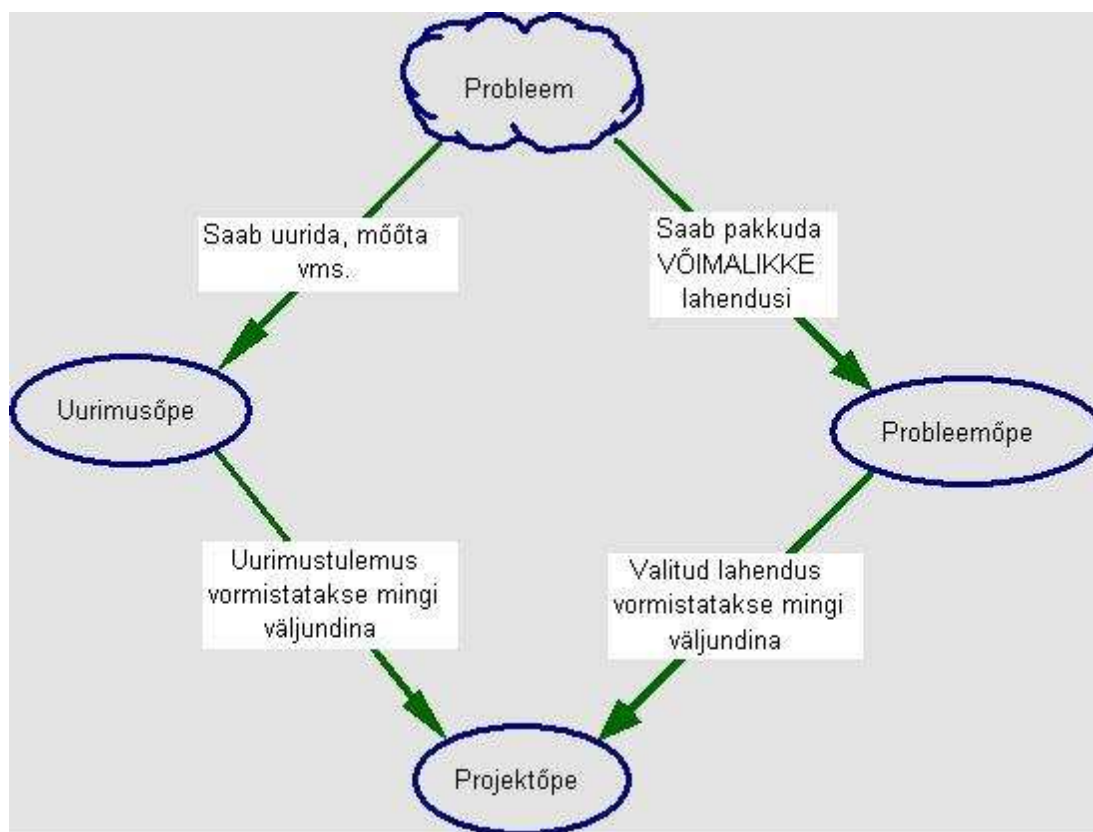 Probleem
Saab uurida, mõõta
vms.
Saab pakkuda
VÕIMALIKKE
lahendusi
Uurimusõpe
Probleemõpe
Uurimustulemus
vormistatakse mingi
väljundina
Valitud lahendus
vormistatakse mingi
väljundina
Projektõpe